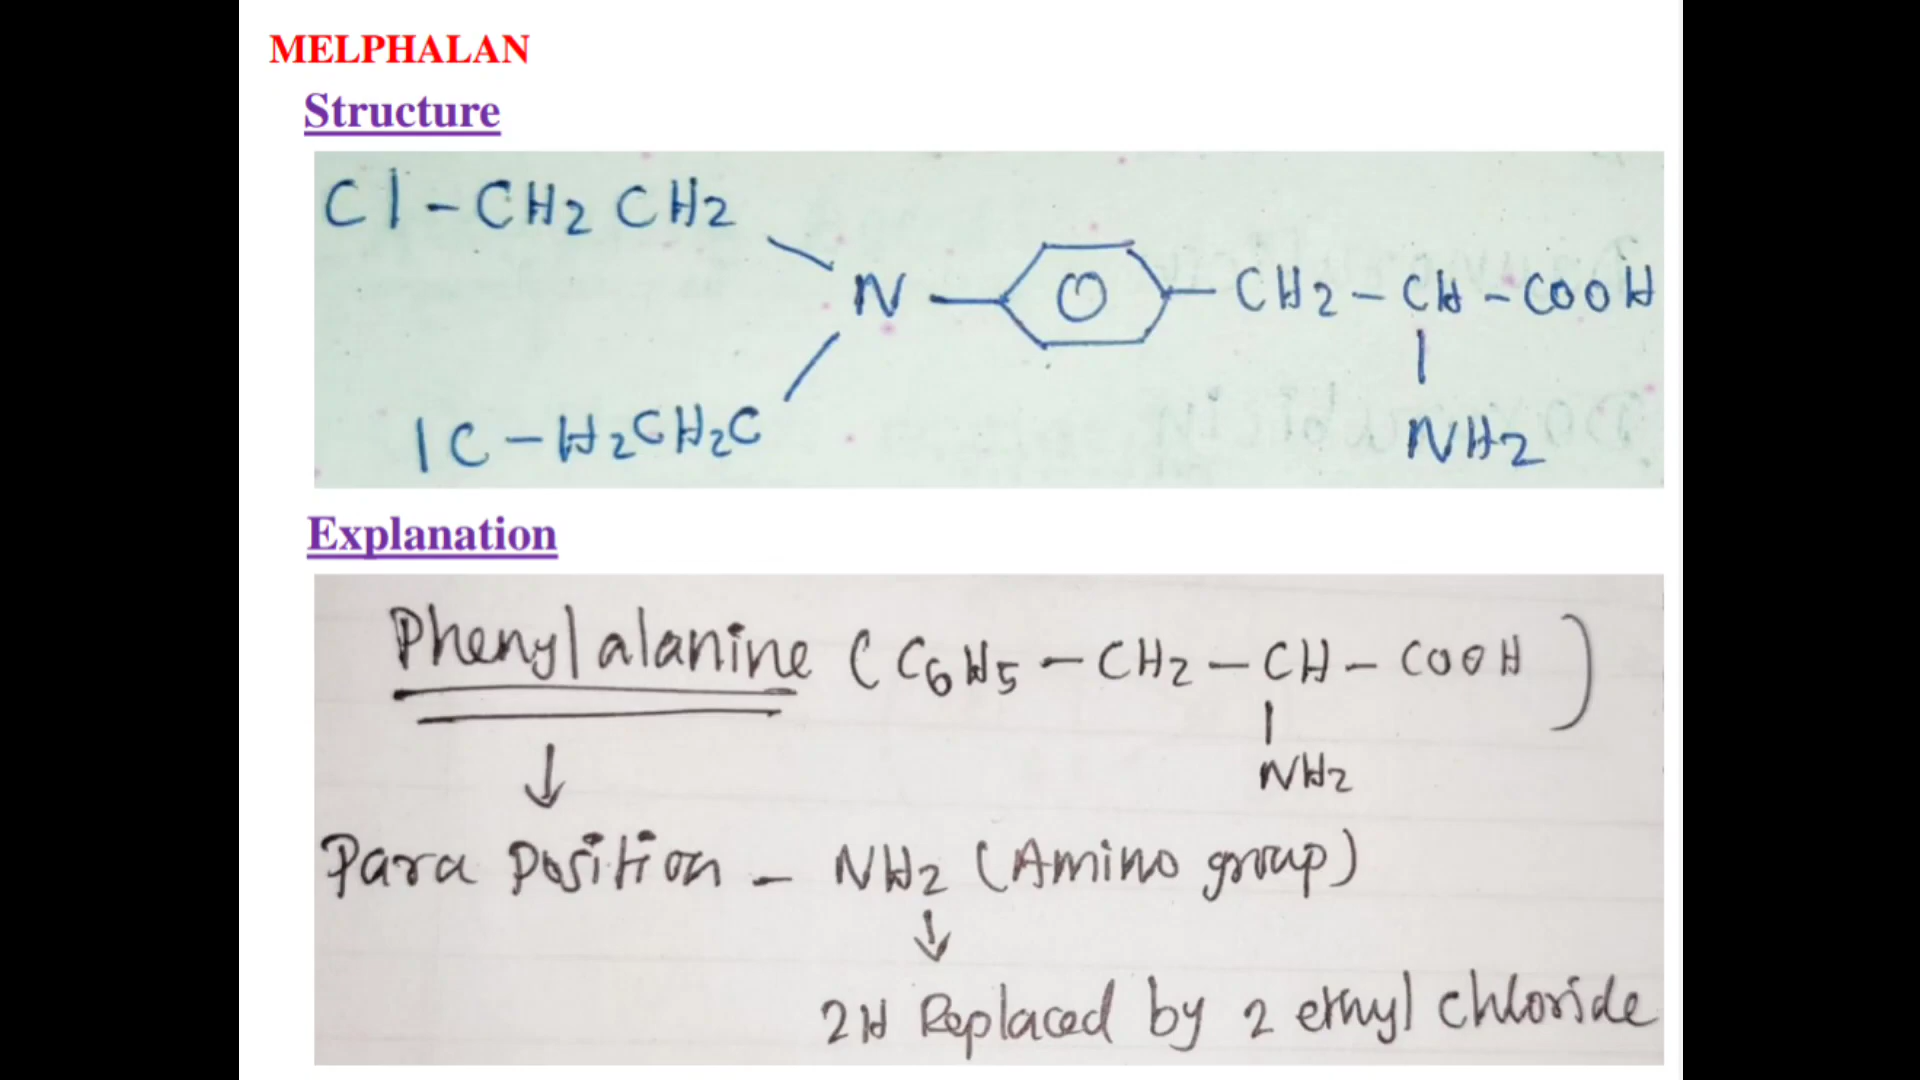 MELPHALAN
Structure
Cl - CH2 CH2
N - CH2 - CH - COOH
NH2
lC - H2CH2C
Explanation
Phenylalanine (C6H5 - CH2 - CH - COOH)
NH2
Para Position - NH2 (Amino group)
2H Replaced by 2 ethyl chloride